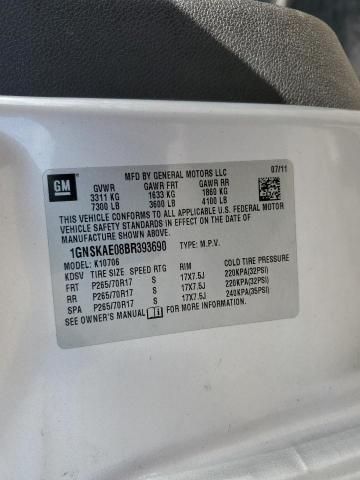 GM
MFD BY GENERAL MOTORS LLC 07/11
GVWR GAWR FRT GAWR RR
3311 KG 1633 KG 1860 KG
7300 LB 3600 LB 4100 LB
THIS VEHICLE CONFORMS TO ALL APPLICABLE U.S. FEDERAL MOTOR
VEHICLE SAFETY AND THEFT PREVENTION STANDARDS IN
EFFECT ON THE DATE OF MANUFACTURE SHOWN ABOVE.
1GNSKAE08BR393690 TYPE: M.P.V.
MODEL: K10706
KDSV TIRE SIZE SPEED RTG RIM COLD TIRE PRESSURE
FRT P265/70R17 S 17X7.5J 220KPA(32PSI)
RR P265/70R17 S 17X7.5J 220KPA(32PSI)
SPA P265/70R17 S 17X7.5J 240KPA(35PSI)
SEE OWNER'S MANUAL FOR MORE INFORMATION.